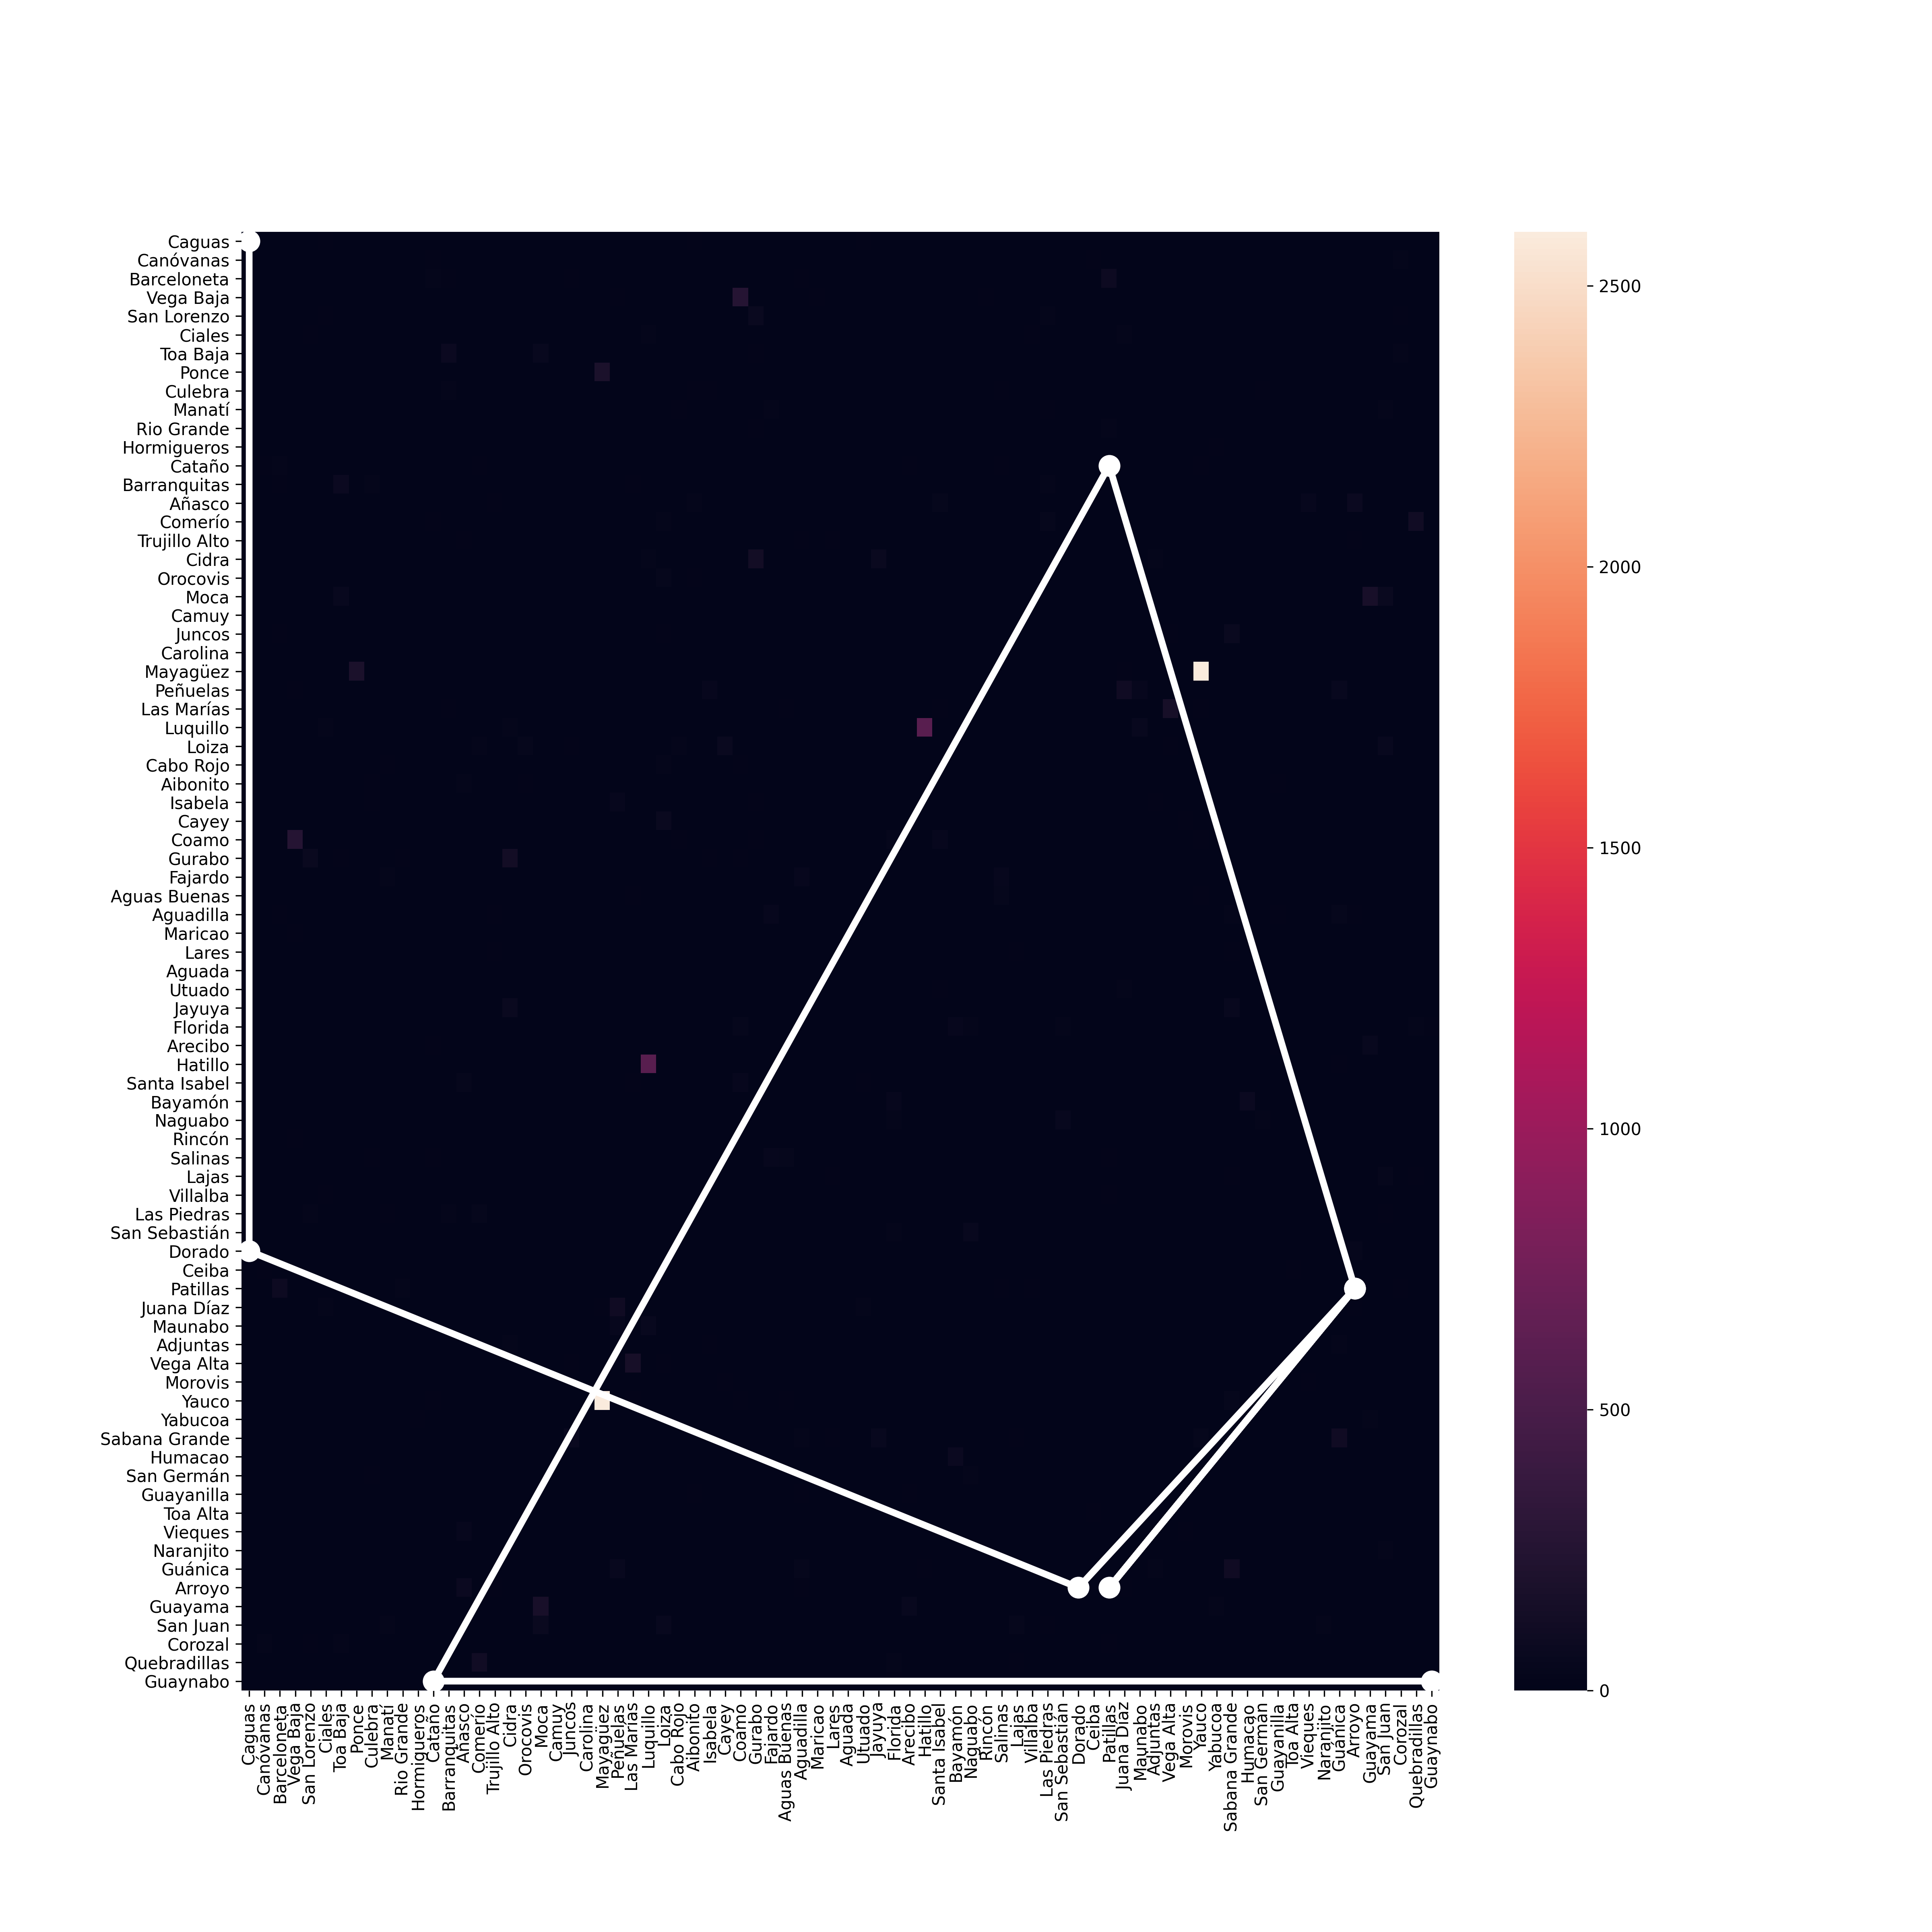 Caguas
Canóvanas
Barceloneta
Vega Baja
San Lorenzo
Ciales
Toa Baja
Ponce
Culebra
Manatí
Rio Grande
Hormigueros
Cataño
Barranquitas
Añasco
Comerío
Trujillo Alto
Cidra
Orocovis
Moca
Camuy
Juncos
Carolina
Mayagüez
Peñuelas
Las Marías
Luquillo
Loiza
Cabo Rojo
Aibonito
Isabela
Cayey
Coamo
Gurabo
Fajardo
Aguas Buenas
Aguadilla
Maricao
Lares
Aguada
Utuado
Jayuya
Florida
Arecibo
Hatillo
Santa Isabel
Bayamón
Naguabo
Rincón
Salinas
Lajas
Villalba
Las Piedras
San Sebastián
Dorado
Ceiba
Patillas
Juana Díaz
Maunabo
Adjuntas
Vega Alta
Morovis
Yauco
Yabucoa
Sabana Grande
Humacao
San Germán
Guayanilla
Toa Alta
Vieques
Naranjito
Guánica
Arroyo
Guayama
San Juan
Corozal
Quebradillas
Guaynabo
Caguas
Canóvanas
Barceloneta
Vega Baja
San Lorenzo
Ciales
Toa Baja
Ponce
Culebra
Manatí
Rio Grande
Hormigueros
Cataño
Barranquitas
Añasco
Comerío
Trujillo Alto
Cidra
Orocovis
Moca
Camuy
Juncos
Carolina
Mayagüez
Peñuelas
Las Marías
Luquillo
Loiza
Cabo Rojo
Aibonito
Isabela
Cayey
Coamo
Gurabo
Fajardo
Aguas Buenas
Aguadilla
Maricao
Lares
Aguada
Utuado
Jayuya
Florida
Arecibo
Hatillo
Santa Isabel
Bayamón
Naguabo
Rincón
Salinas
Lajas
Villalba
Las Piedras
San Sebastián
Dorado
Ceiba
Patillas
Juana Díaz
Maunabo
Adjuntas
Vega Alta
Morovis
Yauco
Yabucoa
Sabana Grande
Humacao
San Germán
Guayanilla
Toa Alta
Vieques
Naranjito
Guánica
Arroyo
Guayama
San Juan
Corozal
Quebradillas
Guaynabo
2500
2000
1500
1000
500
0